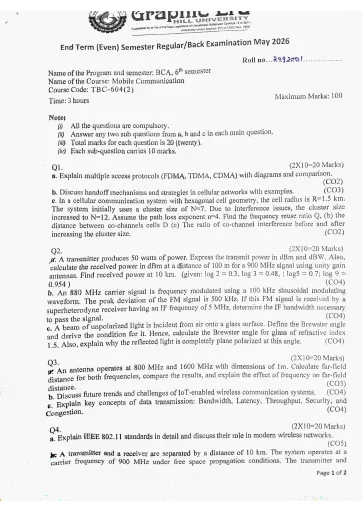 Graphic Era
HILL UNIVERSITY
End Term (Even) Semester Regular/Back Examination May 2026
Roll no...
Name of the Program and semester: BCA, 6th semester
Name of the Course: Mobile Communication
Course Code: TBC-604(2)
Time: 3 hours
Maximum Marks: 100
Note:
(i) All the questions are compulsory.
(ii) Answer any two sub questions from a, b and c in each main question.
(iii) Total marks for each question is 20 (twenty).
(iv) Each sub-question carries 10 marks.
Q1. (2X10=20 Marks)
a. Explain multiple access protocols (FDMA, TDMA, CDMA) with diagrams and comparison.
(CO2)
b. Discuss handoff mechanisms and strategies in cellular networks with examples. (CO3)
c. In a cellular communication system with hexagonal cell geometry, the cell radius is R=1.5 km.
The system initially uses a cluster size of N=7. Due to interference issues, the cluster size
increased to N=12. Assume the path loss exponent n=4. Find the frequency reuse ratio Q, (b) the
distance between co-channels cells D (c) The ratio of co-channel interference before and after
increasing the cluster size. (CO2)
Q2. (2X10=20 Marks)
a. A transmitter produces 50 watts of power. Express the transmit power in dBm and dBW. Also,
calculate the received power in dBm at a distance of 100 m for a 900 MHz signal using unity gain
antennas. Find received power at 10 km. (given: log 2 = 0.3, log 3 = 0.48, ; log5 = 0.7; log 9 =
0.954 ) (CO4)
b. An 880 MHz carrier signal is frequency modulated using a 100 kHz sinusoidal modulating
waveform. The peak deviation of the FM signal is 500 kHz. If this FM signal is received by a
superheterodyne receiver having an IF frequency of 5 MHz, determine the IF bandwidth necessary
to pass the signal. (CO4)
c. A beam of unpolarized light is incident from air onto a glass surface. Define the Brewster angle
and derive the condition for it. Hence, calculate the Brewster angle for glass of refractive index
1.5. Also, explain why the reflected light is completely plane polarized at this angle. (CO4)
Q3. (2X10=20 Marks)
a. An antenna operates at 800 MHz and 1600 MHz with dimensions of 1m. Calculate far-field
distance for both frequencies, compare the results, and explain the effect of frequency on far-field
distance. (CO3)
b. Discuss future trends and challenges of IoT-enabled wireless communication systems. (CO4)
c. Explain key concepts of data transmission: Bandwidth, Latency, Throughput, Security, and
Congestion. (CO4)
Q4. (2X10=20 Marks)
a. Explain IEEE 802.11 standards in detail and discuss their role in modern wireless networks.
(CO5)
b. A transmitter and a receiver are separated by a distance of 10 km. The system operates at a
carrier frequency of 900 MHz under free space propagation conditions. The transmitter and
Page 1 of 2